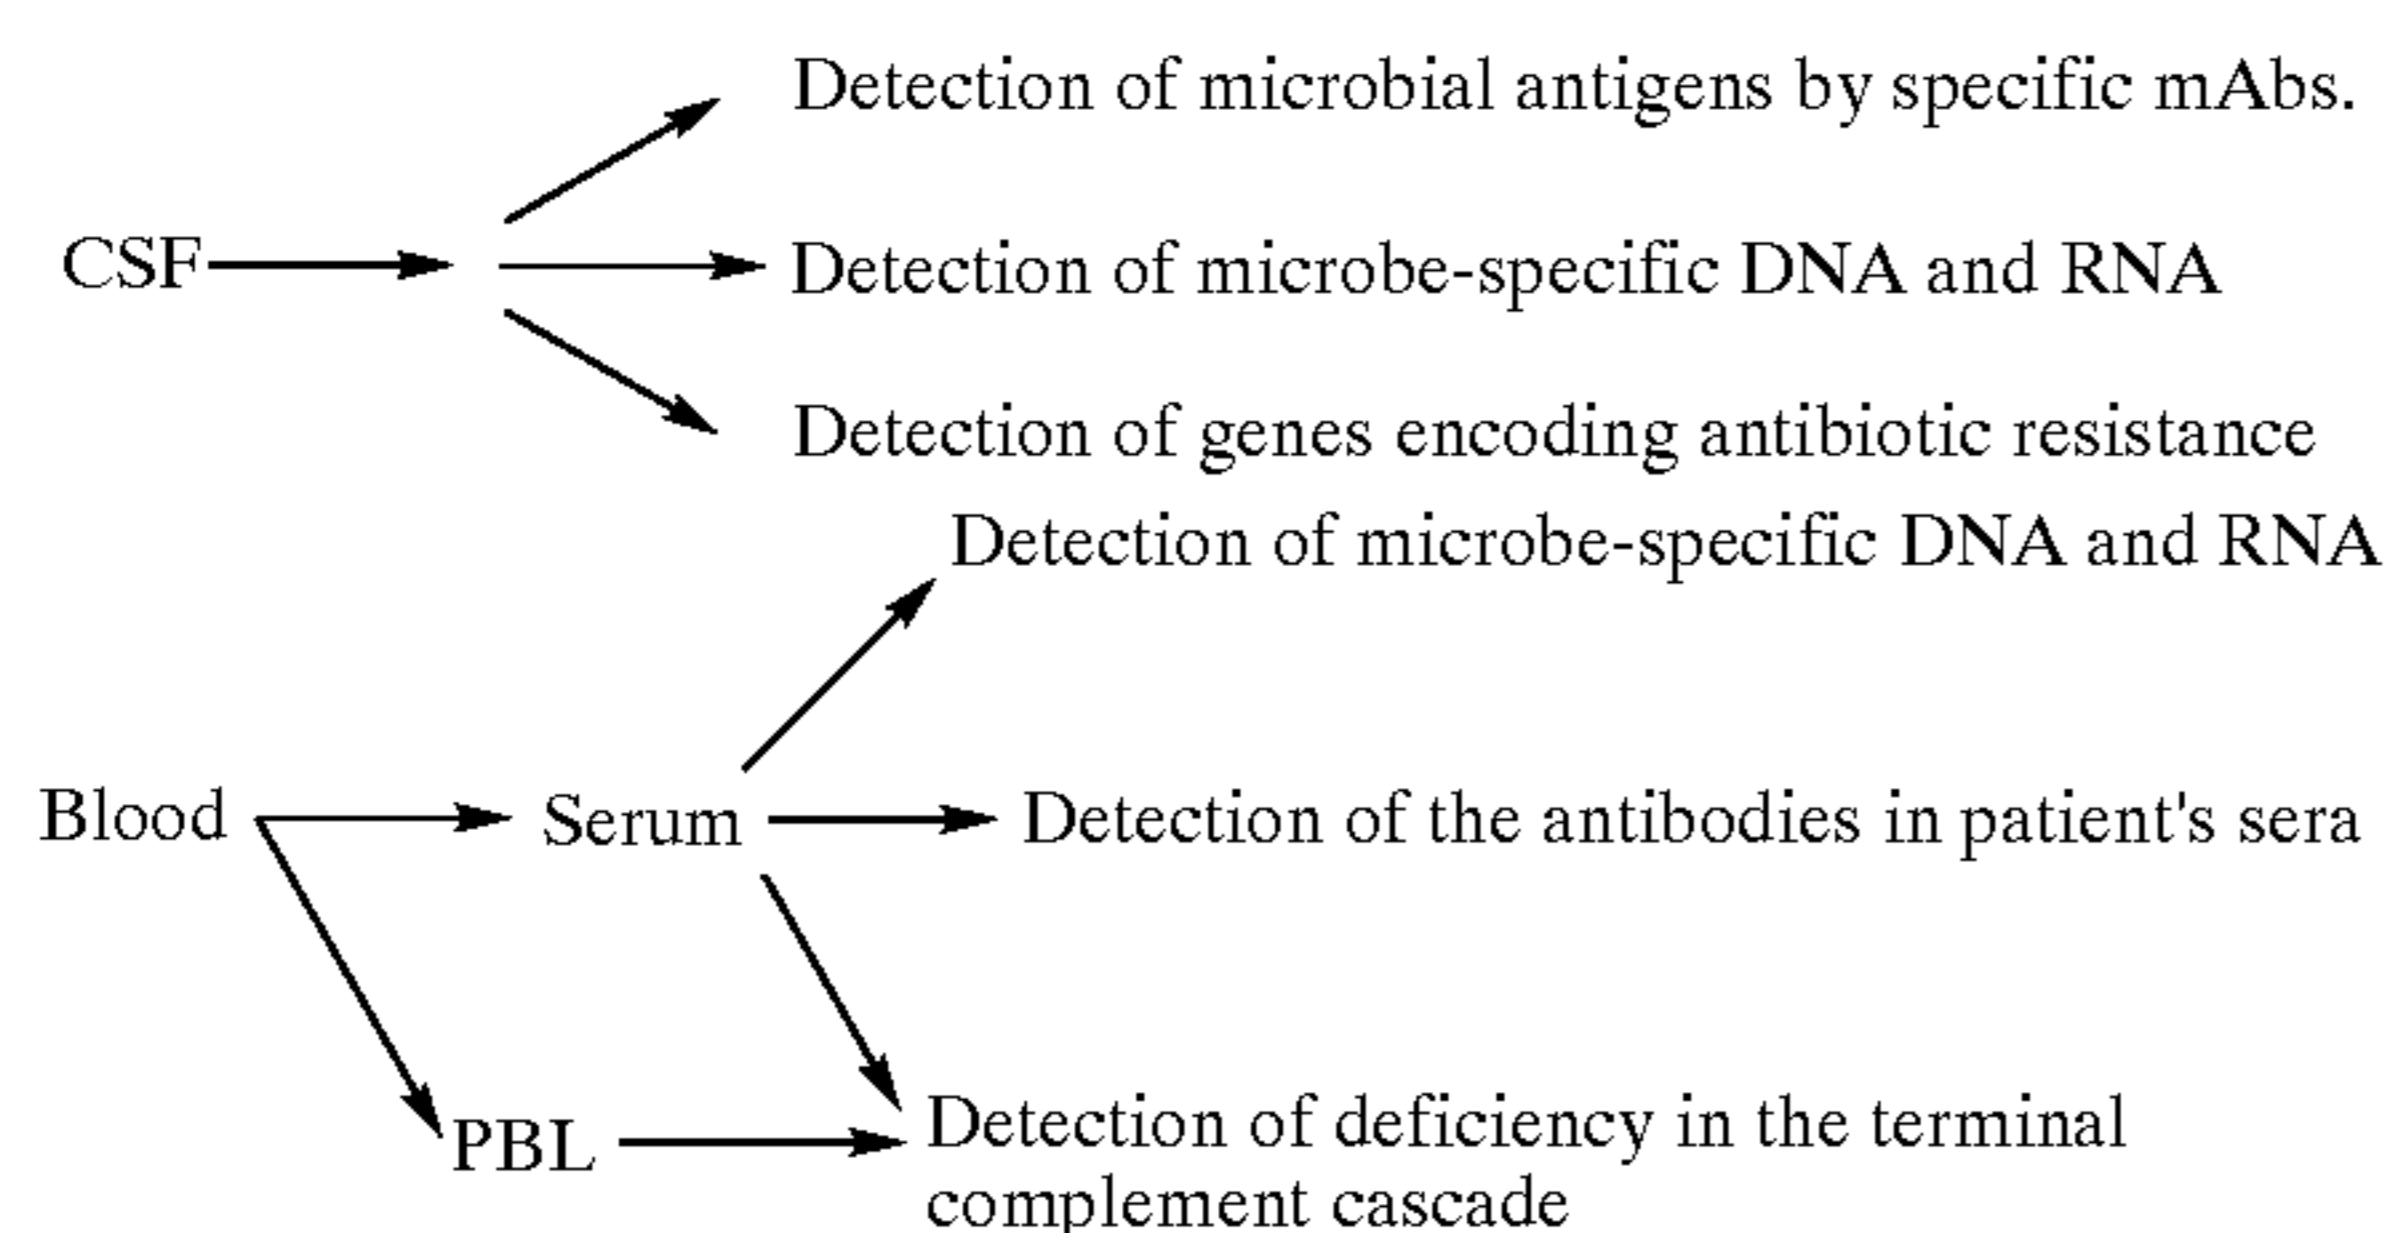 Detection of microbial antigens by specific mAbs.
CSF
Detection of microbe-specific DNA and RNA
Detection of genes encoding antibiotic resistance
Detection of microbe-specific DNA and RNA
Blood
Serum
Detection of the antibodies in patient's sera
PBL
Detection of deficiency in the terminal
complement cascade